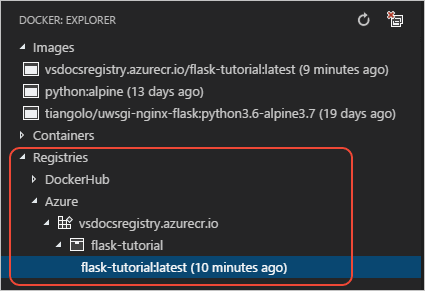 DOCKER: EXPLORER
Images
vsdocsregistry.azurecr.io/flask-tutorial:latest (9 minutes ago)
python:alpine (13 days ago)
tiangolo/uwsgi-nginx-flask:python3.6-alpine3.7 (19 days ago)
Containers
Registries
DockerHub
Azure
vsdocsregistry.azurecr.io
flask-tutorial
flask-tutorial:latest (10 minutes ago)